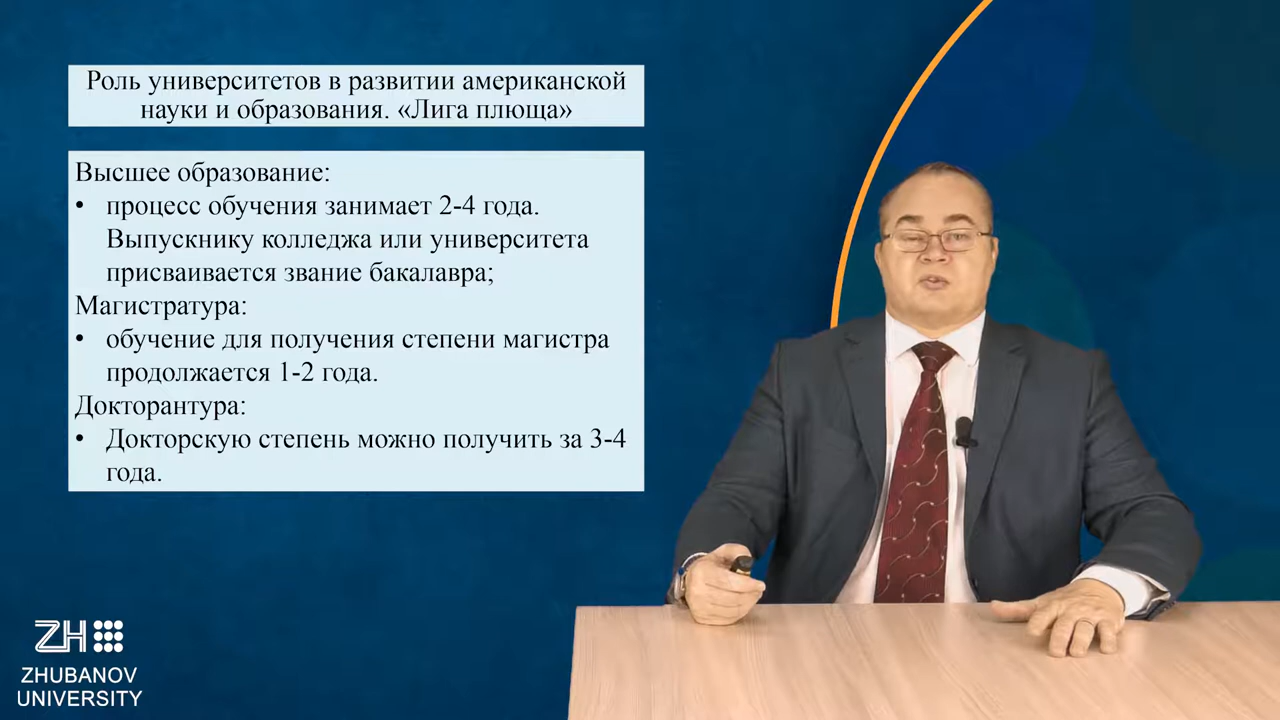 Роль университетов в развитии американской
науки и образования. «Лига плюща»
Высшее образование:
• процесс обучения занимает 2-4 года.
Выпускнику колледжа или университета
присваивается звание бакалавра;
Магистратура:
• обучение для получения степени магистра
продолжается 1-2 года.
Докторантура:
• Докторскую степень можно получить за 3-4
года.
ZH
ZHUBANOV
UNIVERSITY